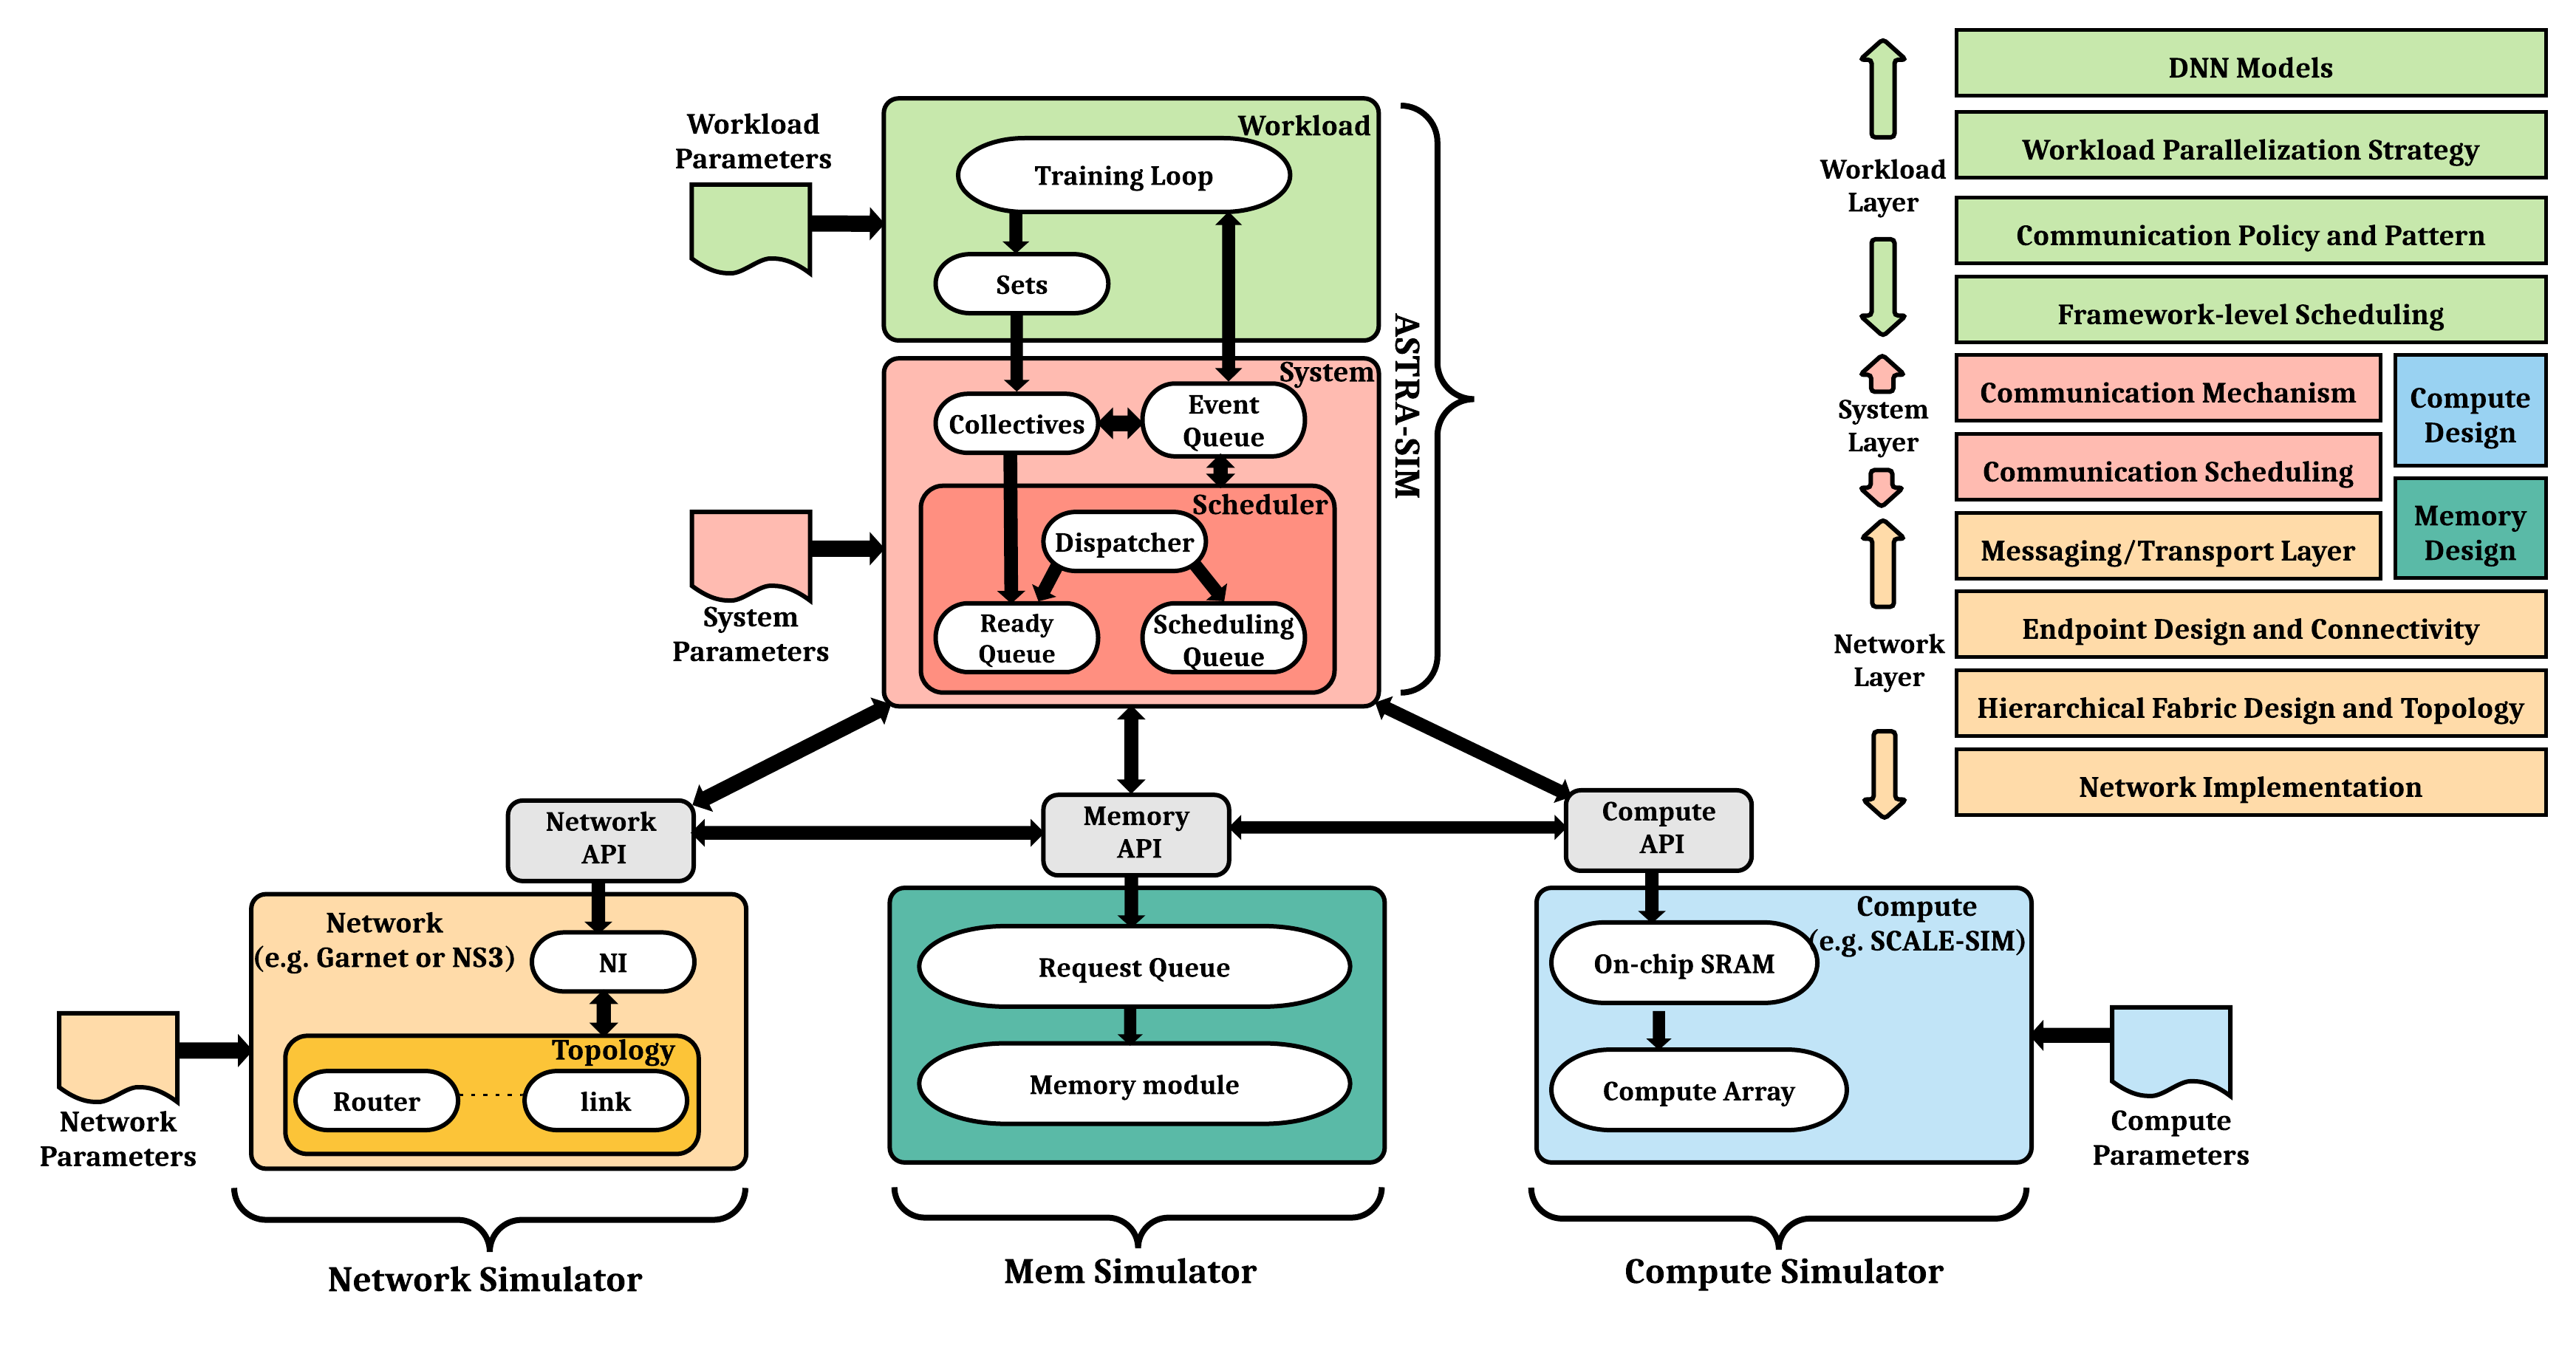 Workload
Parameters
Workload
Training Loop
Sets
System
Collectives
Event
Queue
Scheduler
Dispatcher
Ready
Queue
Scheduling
Queue
System
Parameters
ASTRA-SIM
Workload
Layer
System
Layer
Network
Layer
DNN Models
Workload Parallelization Strategy
Communication Policy and Pattern
Framework-level Scheduling
Communication Mechanism
Communication Scheduling
Compute
Design
Memory
Design
Messaging/Transport Layer
Endpoint Design and Connectivity
Hierarchical Fabric Design and Topology
Network Implementation
Network
API
Memory
API
Compute
API
Network
(e.g. Garnet or NS3)
NI
Topology
Router
link
Network
Parameters
Request Queue
Memory module
Compute
(e.g. SCALE-SIM)
On-chip SRAM
Compute Array
Compute
Parameters
Network Simulator
Mem Simulator
Compute Simulator